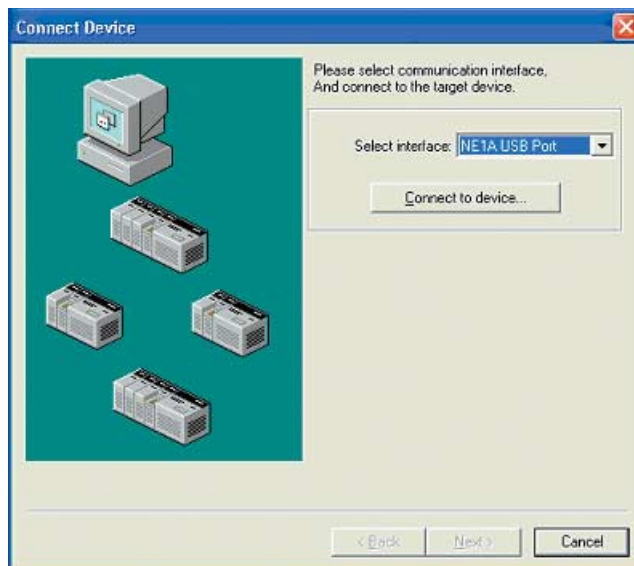 Connect Device
Please select communication interface,
And connect to the target device.
Select interface: NE1A USB Port
Connect to device...
< Back Next > Cancel